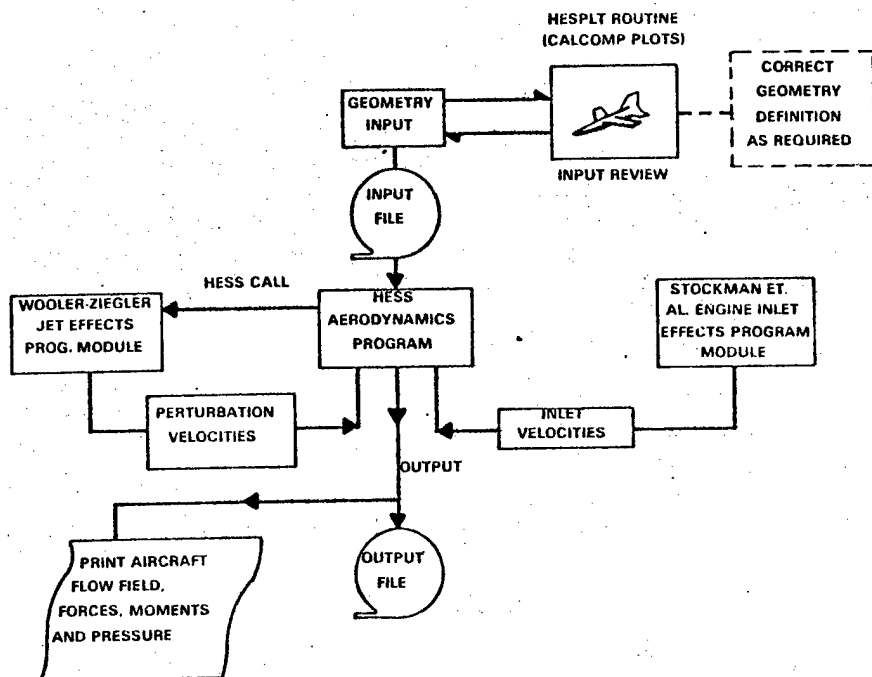 HESPLT ROUTINE
(CALCOMP PLOTS)
CORRECT
GEOMETRY
DEFINITION
AS REQUIRED
GEOMETRY
INPUT
INPUT REVIEW
INPUT
FILE
HESS CALL
WOOLER-ZIEGLER
JET EFFECTS
PROG. MODULE
HESS
AERODYNAMICS
PROGRAM
STOCKMAN ET.
AL. ENGINE INLET
EFFECTS PROGRAM
MODULE
PERTURBATION
VELOCITIES
INLET
VELOCITIES
OUTPUT
PRINT AIRCRAFT
FLOW FIELD,
FORCES, MOMENTS
AND PRESSURE
OUTPUT
FILE